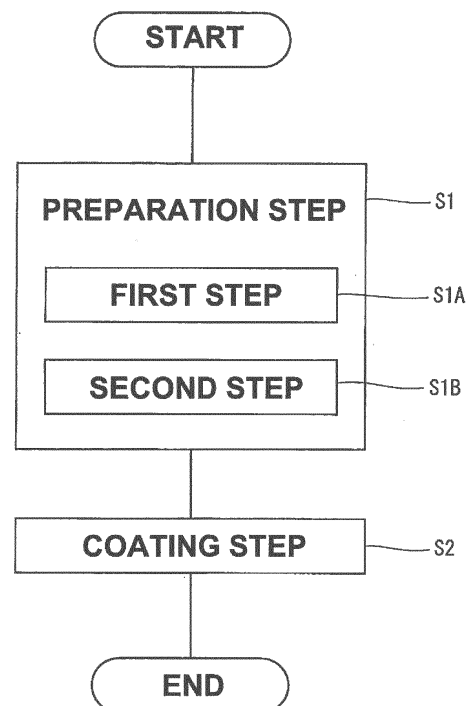 START
PREPARATION STEP
S1
FIRST STEP
S1A
SECOND STEP
S1B
COATING STEP
S2
END